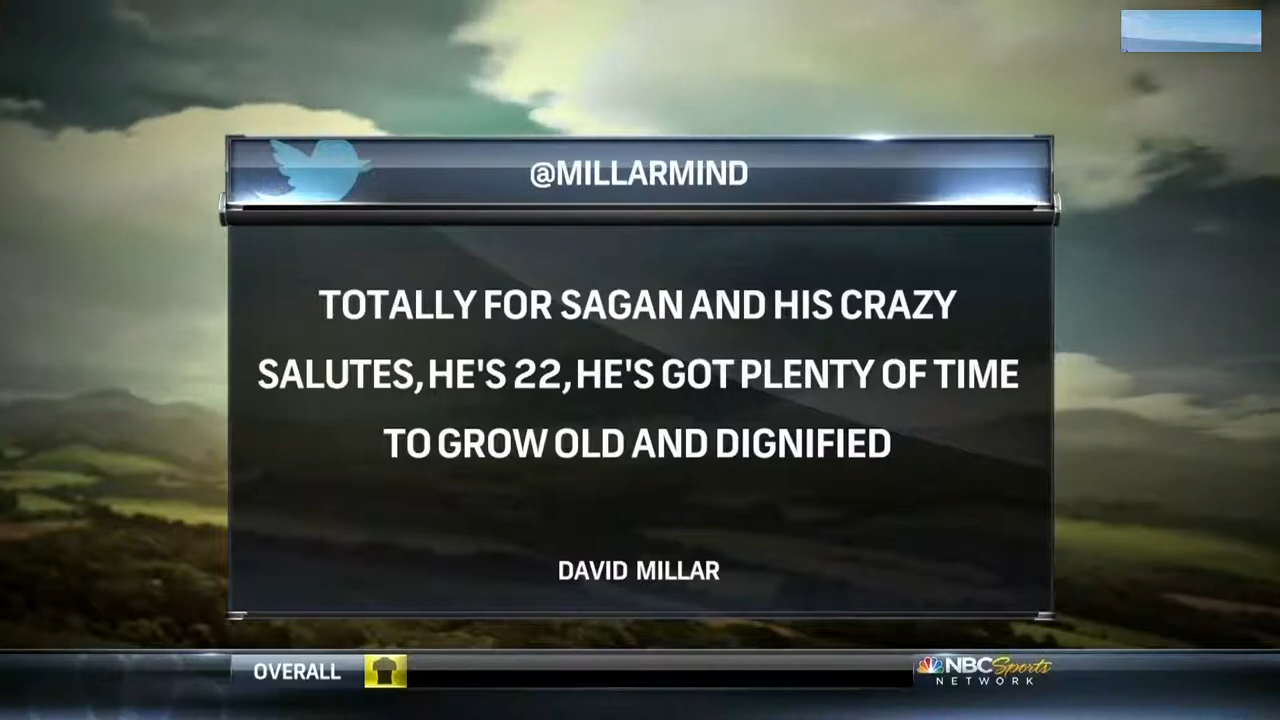 @MILLARMIND
TOTALLY FOR SAGAN AND HIS CRAZY
SALUTES, HE'S 22, HE'S GOT PLENTY OF TIME
TO GROW OLD AND DIGNIFIED
DAVID MILLAR
OVERALL
NBC Sports
NETWORK